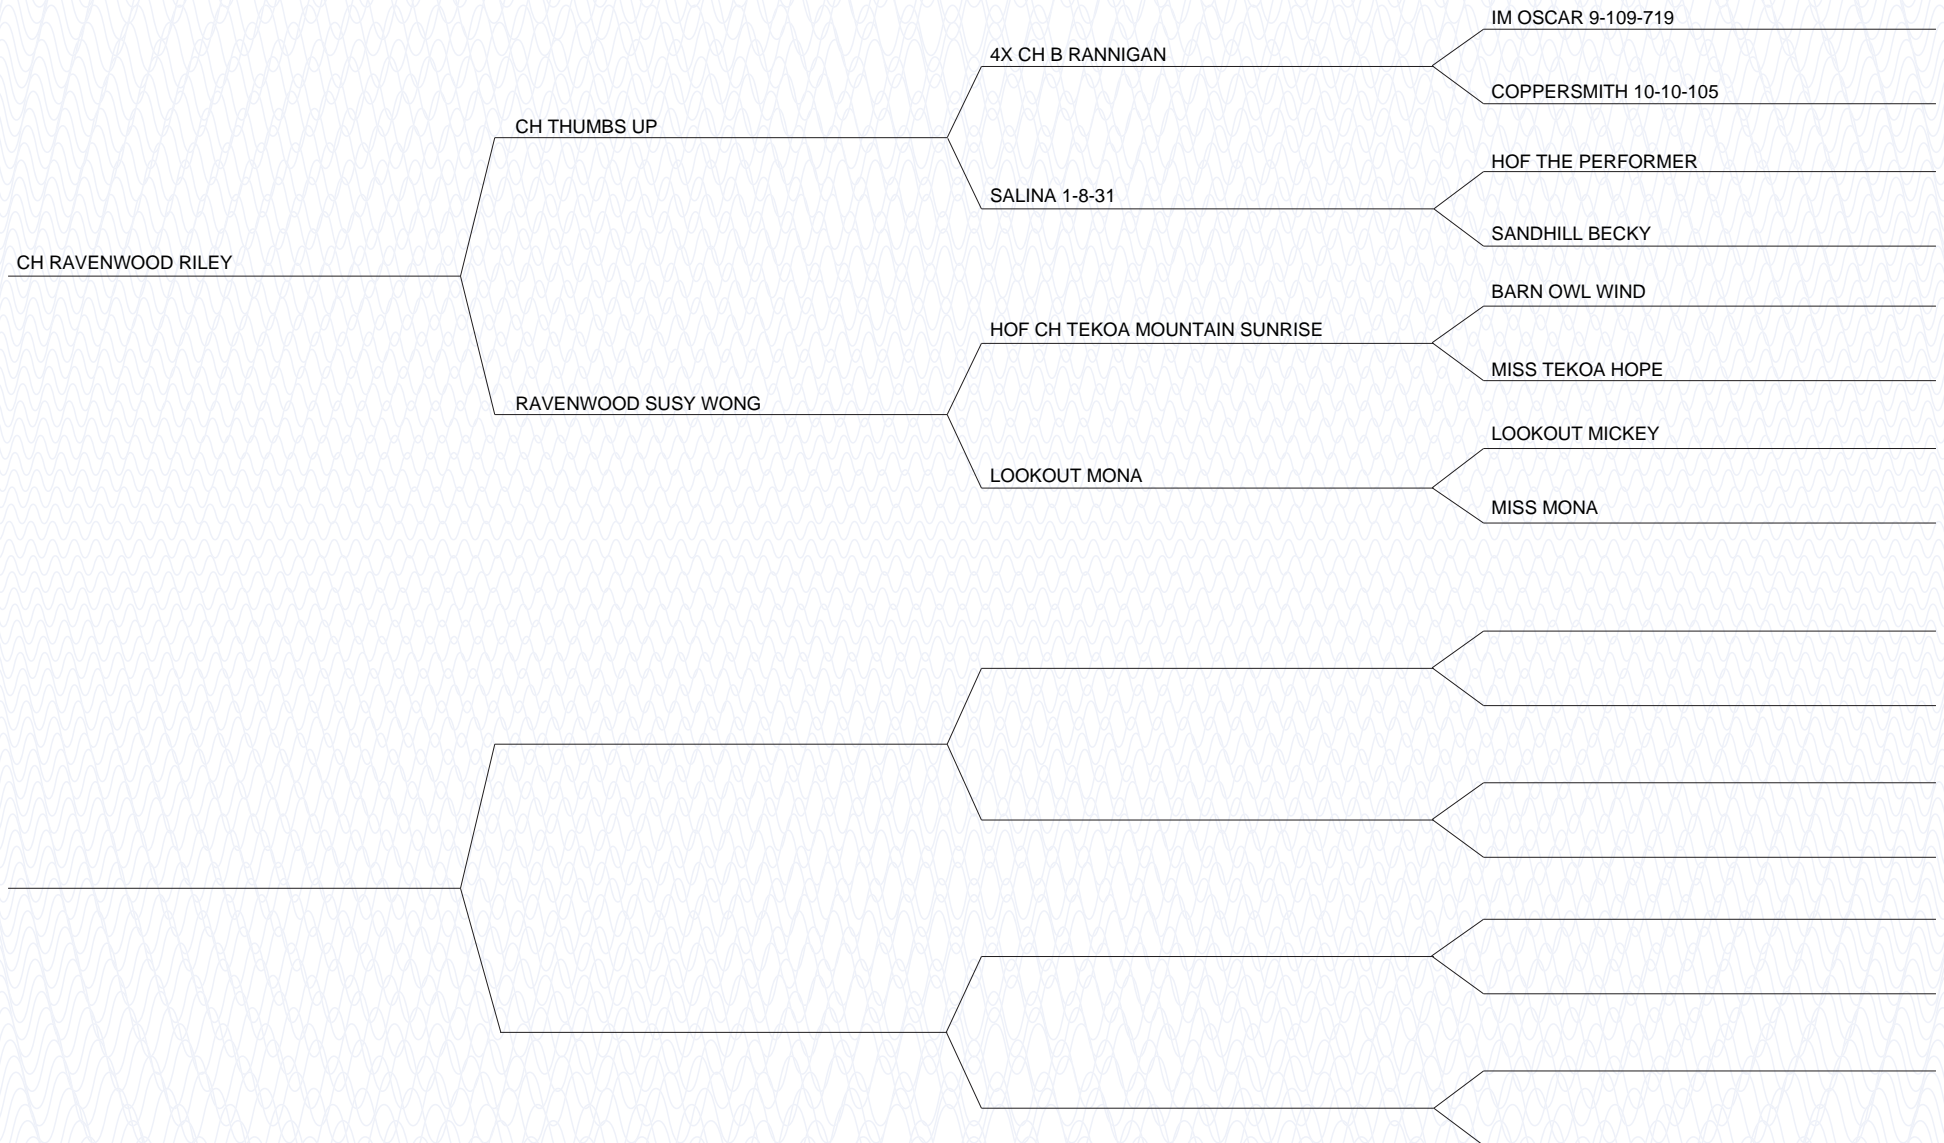 IM OSCAR 9-109-719
4X CH B RANNIGAN
COPPERSMITH 10-10-105
CH THUMBS UP
HOF THE PERFORMER
SALINA 1-8-31
SANDHILL BECKY
CH RAVENWOOD RILEY
BARN OWL WIND
HOF CH TEKOA MOUNTAIN SUNRISE
MISS TEKOA HOPE
RAVENWOOD SUSY WONG
LOOKOUT MICKEY
LOOKOUT MONA
MISS MONA